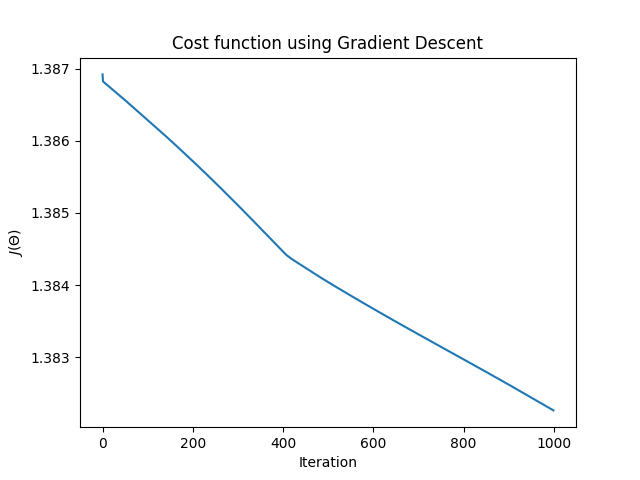 Cost function using Gradient Descent
1.387
1.386
1.385
1.384
1.383
J(Θ)
0 200 400 600 800 1000
Iteration